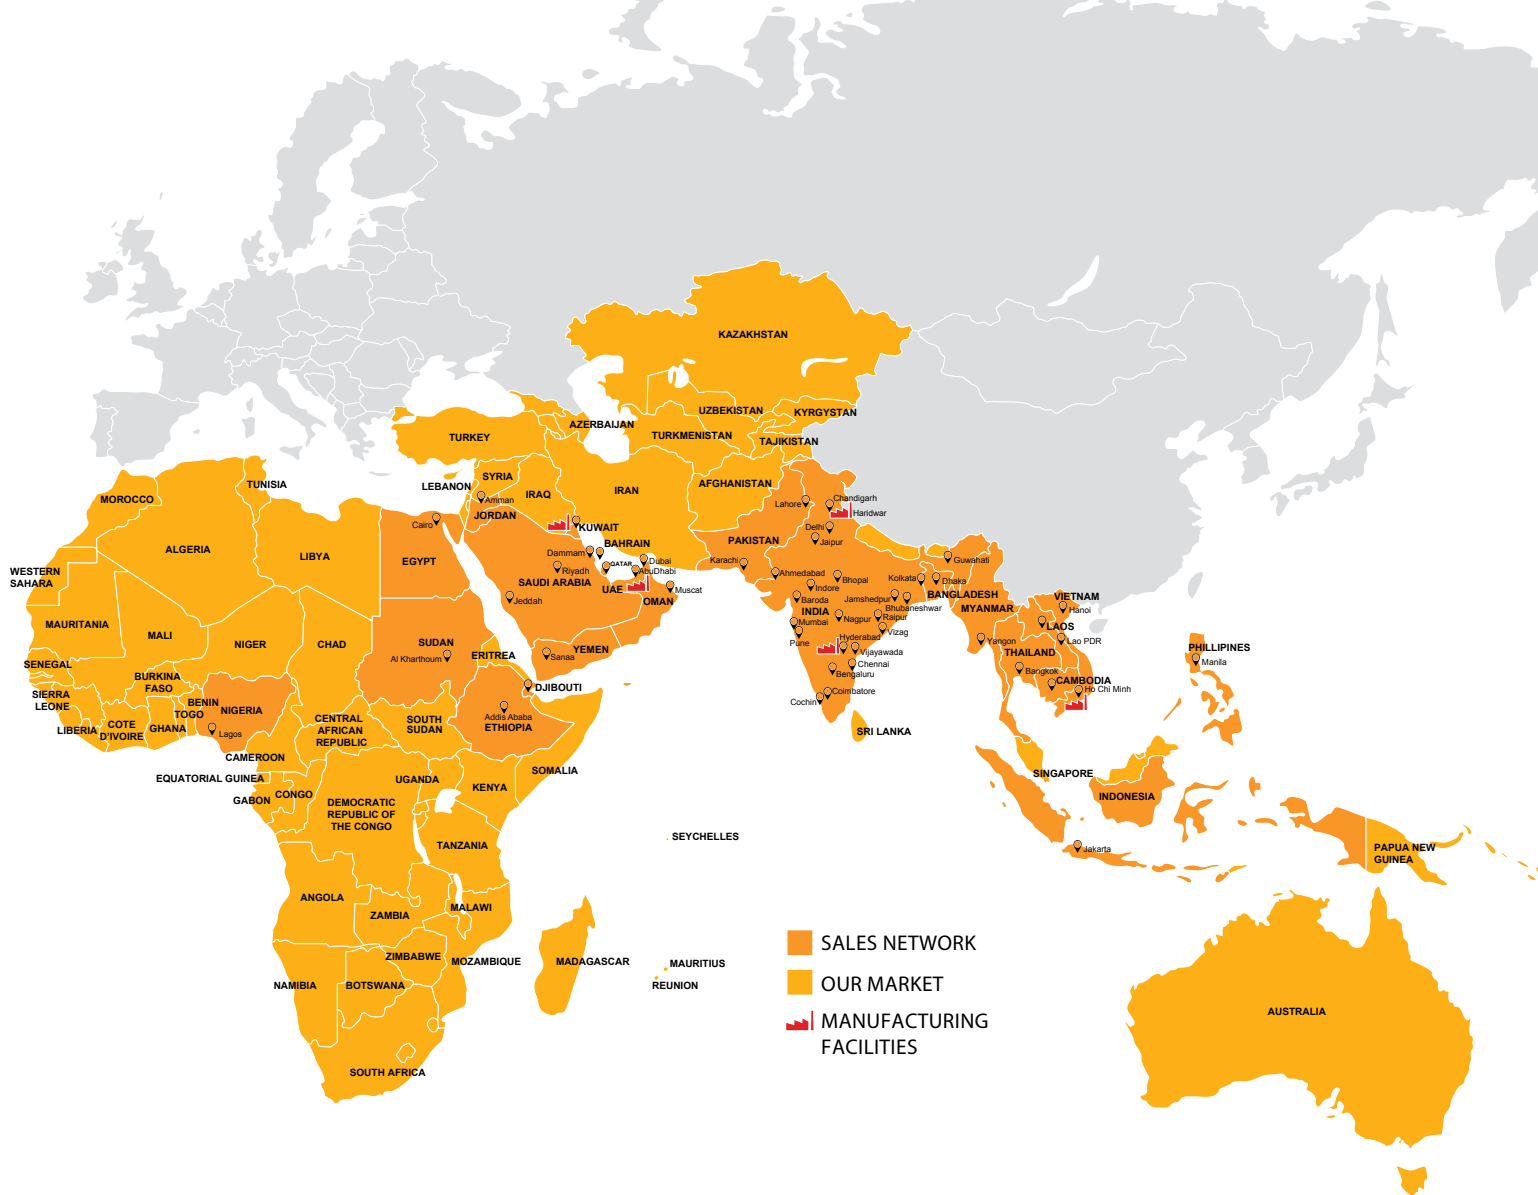 KAZAKHSTAN
UZBEKISTAN
KYRGYSTAN
AZERBAIJAN
TURKMENISTAN
TAJIKISTAN
TURKEY
SYRIA
LEBANON
IRAQ
IRAN
AFGHANISTAN
TUNISIA
MOROCCO
Amman
JORDAN
KUWAIT
Cairo
Lahore
Chandigarh
Haridwar
Delhi
Jaipur
PAKISTAN
Karachi
ALGERIA
LIBYA
EGYPT
BAHRAIN
Dammam
QATAR
Dubai
AbuDhabi
Riyadh
SAUDI ARABIA
UAE
OMAN
Muscat
Jeddah
WESTERN
SAHARA
Ahmedabad
Bhopal
Indore
Baroda
Kolkata
Guwahati
Dhaka
BANGLADESH
Jamshedpur
Bhubaneshwar
INDIA
Mumbai
Nagpur
Raipur
Vizag
Pune
Hyderabad
Vijayawada
Chennai
Bengaluru
Coimbatore
Cochin
MYANMAR
VIETNAM
Hanoi
LAOS
Lao PDR
Yangon
THAILAND
Bangkok
CAMBODIA
Ho Chi Minh
PHILLIPINES
Manila
MAURITANIA
MALI
NIGER
CHAD
SUDAN
Al Kharthoum
ERITREA
YEMEN
Sanaa
DJIBOUTI
SENEGAL
BURKINA
FASO
SIERRA
LEONE
BENIN
TOGO
NIGERIA
Lagos
LIBERIA
COTE
D'IVOIRE
GHANA
CENTRAL
AFRICAN
REPUBLIC
SOUTH
SUDAN
Addis Ababa
ETHIOPIA
SRI LANKA
CAMEROON
EQUATORIAL GUINEA
GABON
CONGO
UGANDA
KENYA
SOMALIA
SINGAPORE
INDONESIA
DEMOCRATIC
REPUBLIC OF
THE CONGO
SEYCHELLES
TANZANIA
Jakarta
PAPUA NEW
GUINEA
ANGOLA
ZAMBIA
MALAWI
ZIMBABWE
MOZAMBIQUE
MADAGASCAR
MAURITIUS
REUNION
NAMIBIA
BOTSWANA
SOUTH AFRICA
AUSTRALIA
SALES NETWORK
OUR MARKET
MANUFACTURING
FACILITIES